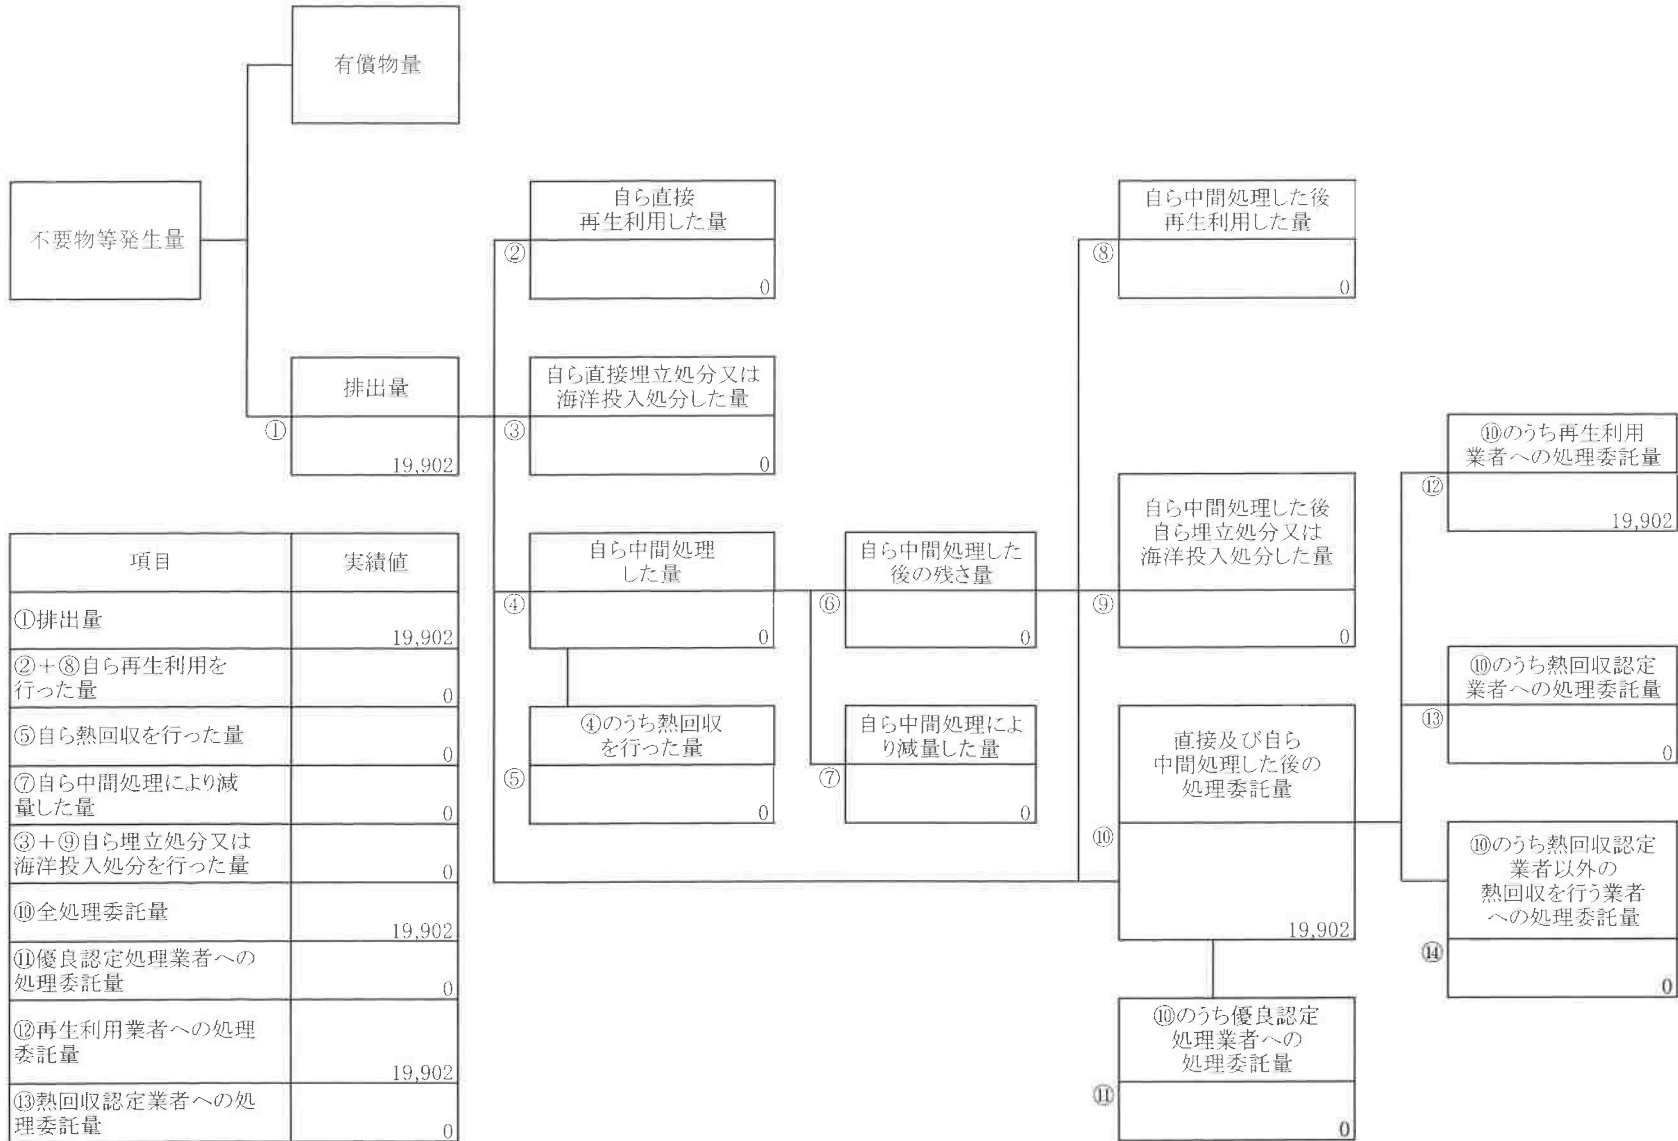 有償物量
不要物等発生量
排出量
①
19,902
自ら直接
再生利用した量
②
0
自ら直接埋立処分又は
海洋投入処分した量
③
0
自ら中間処理
した量
④
0
④のうち熱回収
を行った量
⑤
0
自ら中間処理した
後の残さ量
⑥
0
自ら中間処理によ
り減量した量
⑦
0
自ら中間処理した後
再生利用した量
⑧
0
自ら中間処理した後
自ら埋立処分又は
海洋投入処分した量
⑨
0
直接及び自ら
中間処理した後の
処理委託量
⑩
19,902
⑩のうち優良認定
処理業者への
処理委託量
⑪
0
⑩のうち再生利用
業者への処理委託量
⑫
19,902
⑩のうち熱回収認定
業者への処理委託量
⑬
0
⑩のうち熱回収認定
業者以外の
熱回収を行う業者
への処理委託量
⑭
0
項目 実績値
①排出量
19,902
②+⑧自ら再生利用を
行った量
0
⑤自ら熱回収を行った量
0
⑦自ら中間処理により減
量した量
0
③+⑨自ら埋立処分又は
海洋投入処分を行った量
0
⑩全処理委託量
19,902
⑪優良認定処理業者への
処理委託量
0
⑫再生利用業者への処理
委託量
19,902
⑬熱回収認定業者への処
理委託量
0